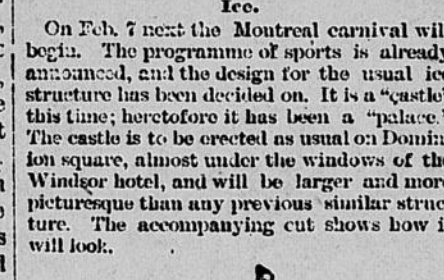 Ice.
On Feb. 7 next the Montreal carnival wil
begin. The programme of sports is already
announced, and the design for the usual ice
structure has been decided on. It is a "castle"
this time; heretofore it has been a "palace."
The castle is to be erected as usual on Domin
ion square, almost under the windows of the
Windsor hotel, and will be larger and more
picturesque than any previous similar struc
ture. The accompanying cut shows how i
will look.